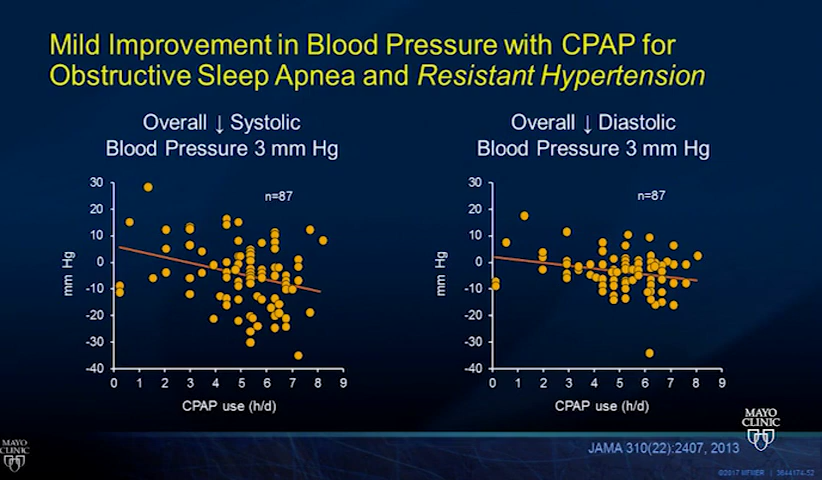 Mild Improvement in Blood Pressure with CPAP for
Obstructive Sleep Apnea and Resistant Hypertension
Overall ↓ Systolic
Blood Pressure 3 mm Hg
30
20
10
0
-10
-20
-30
-40
mm Hg
n=87
0 1 2 3 4 5 6 7 8 9
CPAP use (h/d)
Overall ↓ Diastolic
Blood Pressure 3 mm Hg
30
20
10
0
-10
-20
-30
-40
mm Hg
n=87
0 1 2 3 4 5 6 7 8 9
CPAP use (h/d)
MAYO
CLINIC
MAYO
CLINIC
JAMA 310(22):2407, 2013
©2017 MFMER | 3644174-52